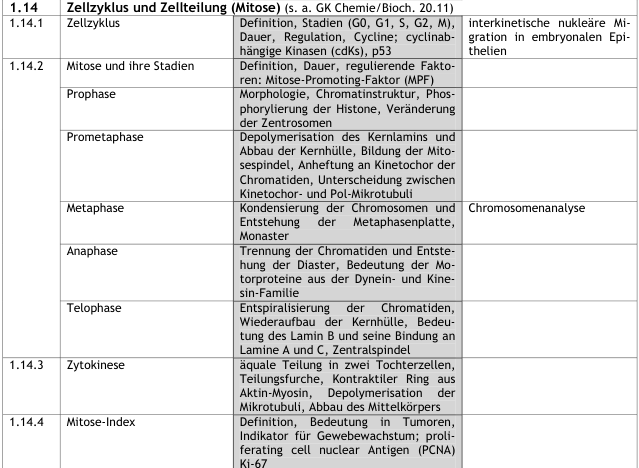 1.14 Zellzyklus und Zellteilung (Mitose) (s. a. GK Chemie/Bioch. 20.11)
1.14.1 Zellzyklus Definition, Stadien (G0, G1, S, G2, M), interkinetische nukleäre Mi-
Dauer, Regulation, Cycline; cyclinab- gration in embryonalen Epi-
hängige Kinasen (cdKs), p53 thelien
1.14.2 Mitose und ihre Stadien Definition, Dauer, regulierende Fakto-
ren: Mitose-Promoting-Faktor (MPF)
Prophase Morphologie, Chromatinstruktur, Phos-
phorylierung der Histone, Veränderung
der Zentrosomen
Prometaphase Depolymerisation des Kernlamins und
Abbau der Kernhülle, Bildung der Mito-
sespindel, Anheftung an Kinetochor der
Chromatiden, Unterscheidung zwischen
Kinetochor- und Pol-Mikrotubuli
Metaphase Kondensierung der Chromosomen und Chromosomenanalyse
Entstehung der Metaphasenplatte,
Monaster
Anaphase Trennung der Chromatiden und Entste-
hung der Diaster, Bedeutung der Mo-
torproteine aus der Dynein- und Kine-
sin-Familie
Telophase Entspiralisierung der Chromatiden,
Wiederaufbau der Kernhülle, Bedeu-
tung des Lamin B und seine Bindung an
Lamine A und C, Zentralspindel
1.14.3 Zytokinese äquale Teilung in zwei Tochterzellen,
Teilungsfurche, Kontraktiler Ring aus
Aktin-Myosin, Depolymerisation der
Mikrotubuli, Abbau des Mittelkörpers
1.14.4 Mitose-Index Definition, Bedeutung in Tumoren,
Indikator für Gewebewachstum; proli-
ferating cell nuclear Antigen (PCNA)
Ki-67